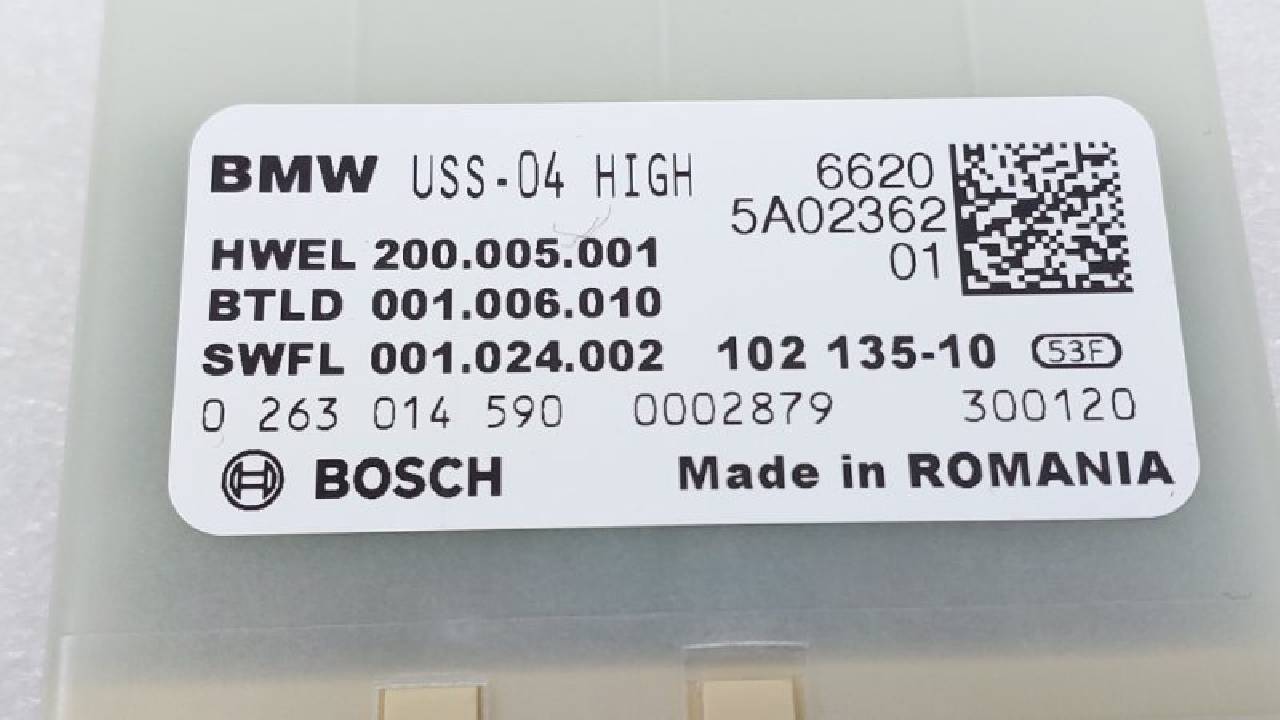 BMW USS-04 HIGH 6620
5A02362
HWEL 200.005.001 01
BTLD 001.006.010
SWFL 001.024.002 102 135-10 53F
0 263 014 590 0002879 300120
BOSCH Made in ROMANIA